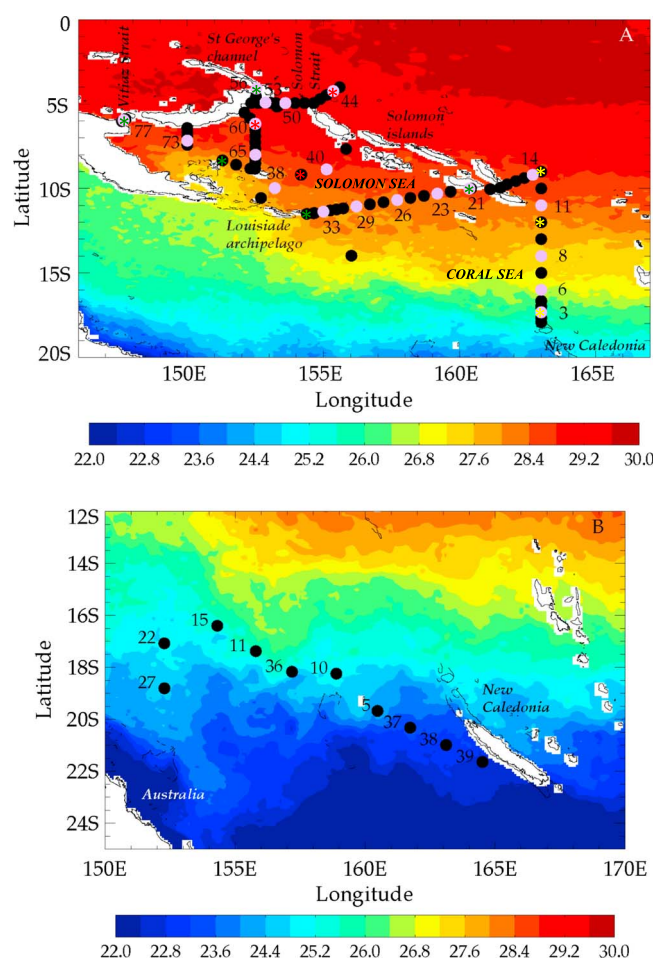 0
A
St George's
channel
Solomon
Strait
Vitiaz Strait
56
53
5S
50
44
77
60
Solomon
islands
73
65
40
14
38
SOLOMON SEA
10S
21
11
23
26
29
33
Louisiade
archipelago
8
CORAL SEA
15S
6
3
New Caledonia
20S
150E
155E
160E
165E
Latitude
Longitude
22.0 22.8 23.6 24.4 25.2 26.0 26.8 27.6 28.4 29.2 30.0
12S
B
14S
16S
15
22
11
18S
36
10
27
New
Caledonia
5
20S
37
38
39
22S
Australia
24S
150E 155E 160E 165E 170E
Latitude
Longitude
22.0 22.8 23.6 24.4 25.2 26.0 26.8 27.6 28.4 29.2 30.0